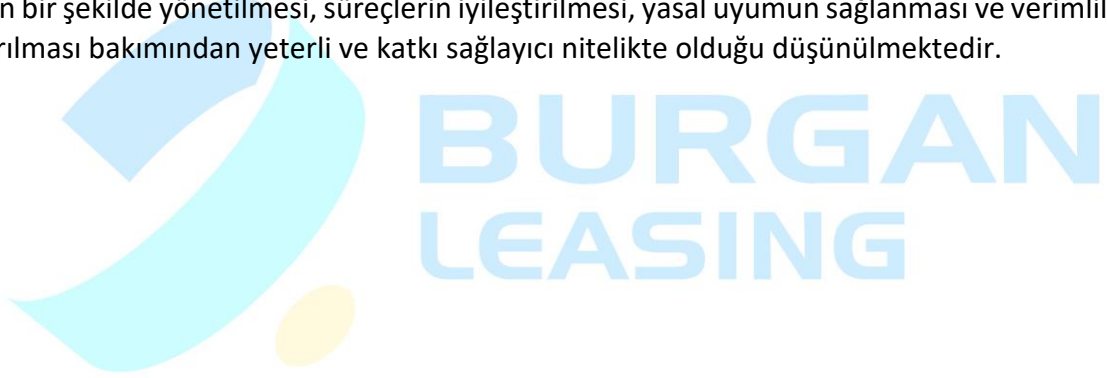 n bir şekilde yönetilmesi, süreçlerin iyileştirilmesi, yasal uyumun sağlanması ve verimlil
rılması bakımından yeterli ve katkı sağlayıcı nitelikte olduğu düşünülmektedir.
BURGAN
LEASING